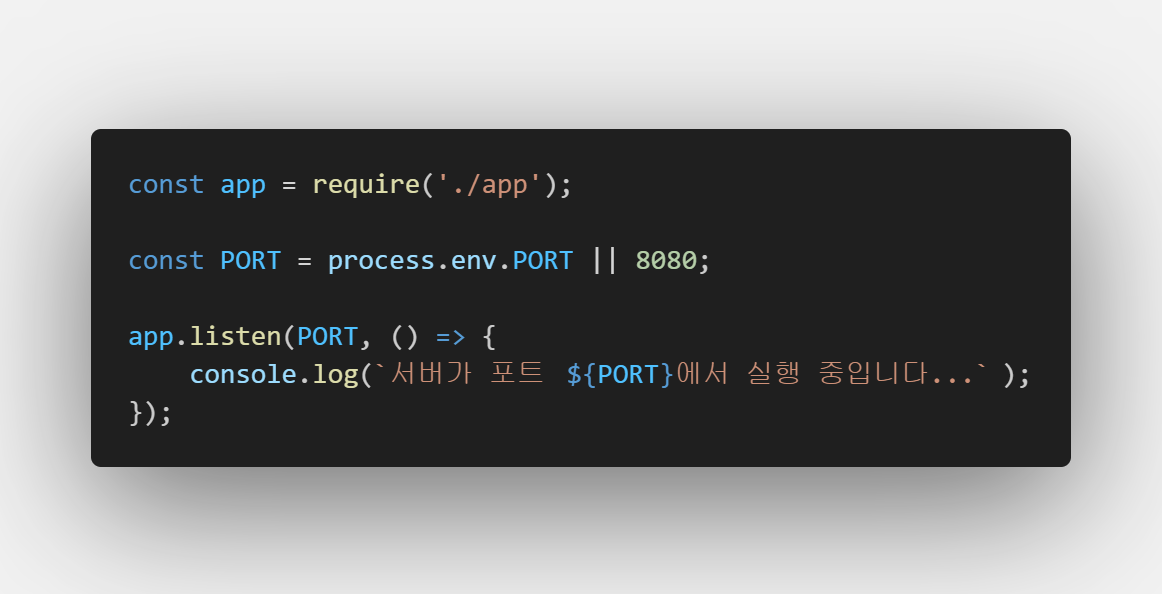 const app = require('./app');
const PORT = process.env.PORT || 8080;
app.listen(PORT, () => {
console.log(`서버가 포트 ${PORT}에서 실행 중입니다...` );
});